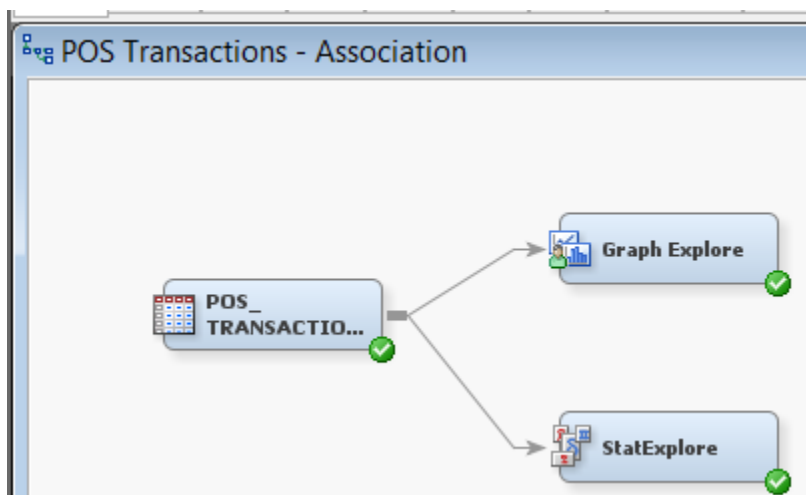 POS Transactions - Association
Graph Explore
POS_
TRANSACTIO...
StatExplore